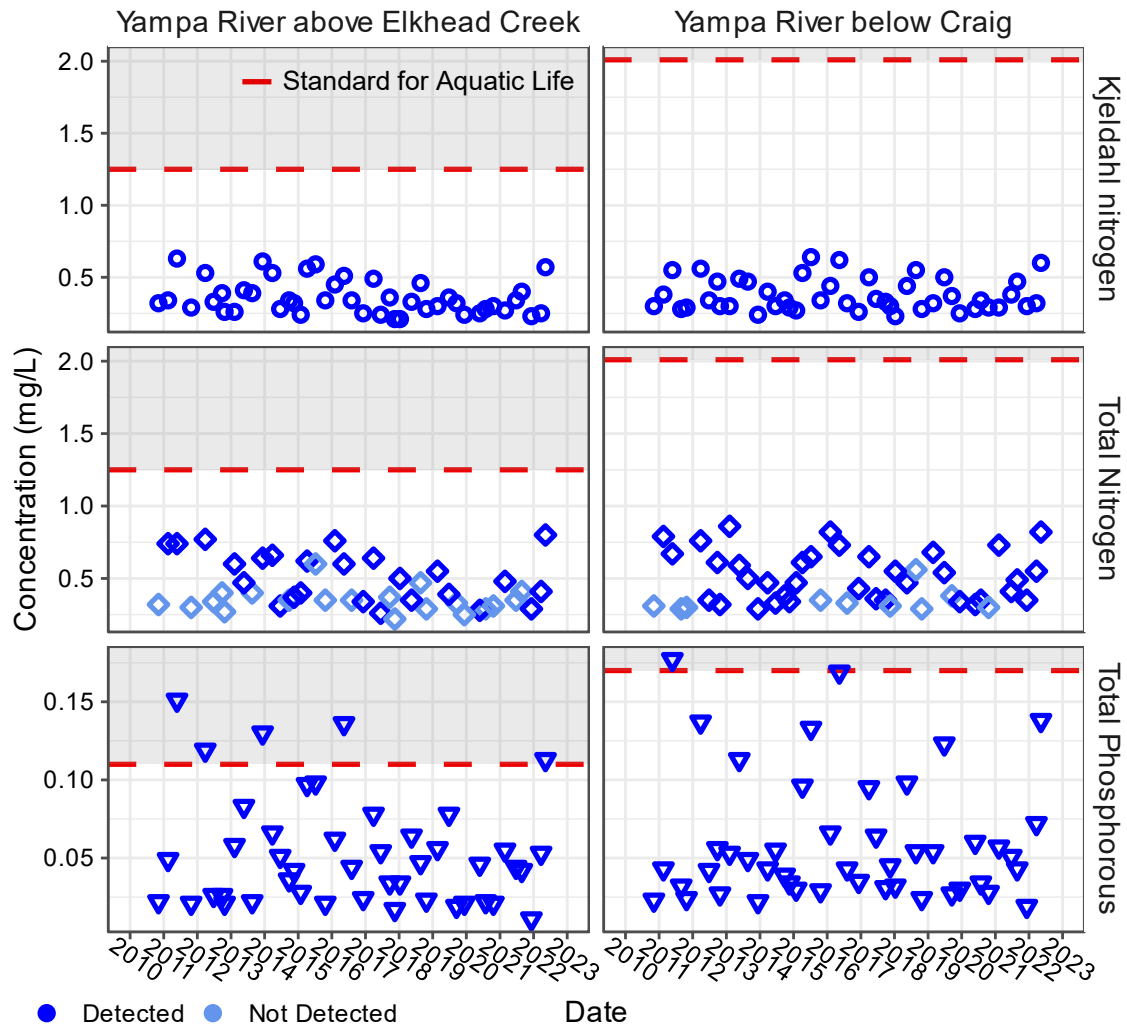 Yampa River above Elkhead Creek
Yampa River below Craig
Standard for Aquatic Life
2.0
1.5
1.0
0.5
Kjeldahl nitrogen
Concentration (mg/L)
2.0
1.5
1.0
0.5
Total Nitrogen
0.15
0.10
0.05
Total Phosphorous
2010 2011 2012 2013 2014 2015 2016 2017 2018 2019 2020 2021 2022 2023
2010 2011 2012 2013 2014 2015 2016 2017 2018 2019 2020 2021 2022 2023
Date
Detected Not Detected